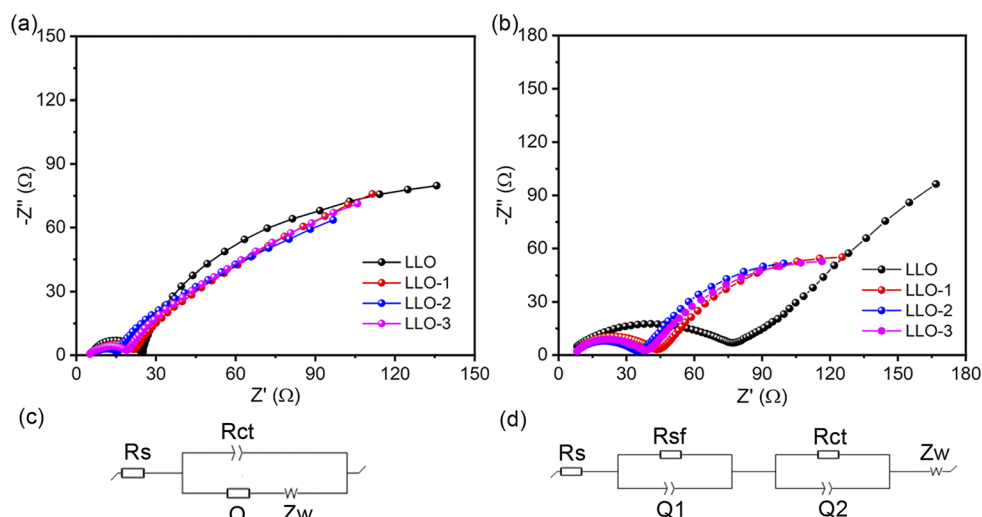 (a)
150
120
90
60
30
0
-Z″ (Ω)
0 30 60 90 120 150
Z' (Ω)
LLO
LLO-1
LLO-2
LLO-3
(b)
180
150
120
90
60
30
0
-Z″ (Ω)
0 30 60 90 120 150 180
Z' (Ω)
LLO
LLO-1
LLO-2
LLO-3
(c)
Rs
Rct
Zw
(d)
Rs
Rsf
Q1
Rct
Q2
Zw